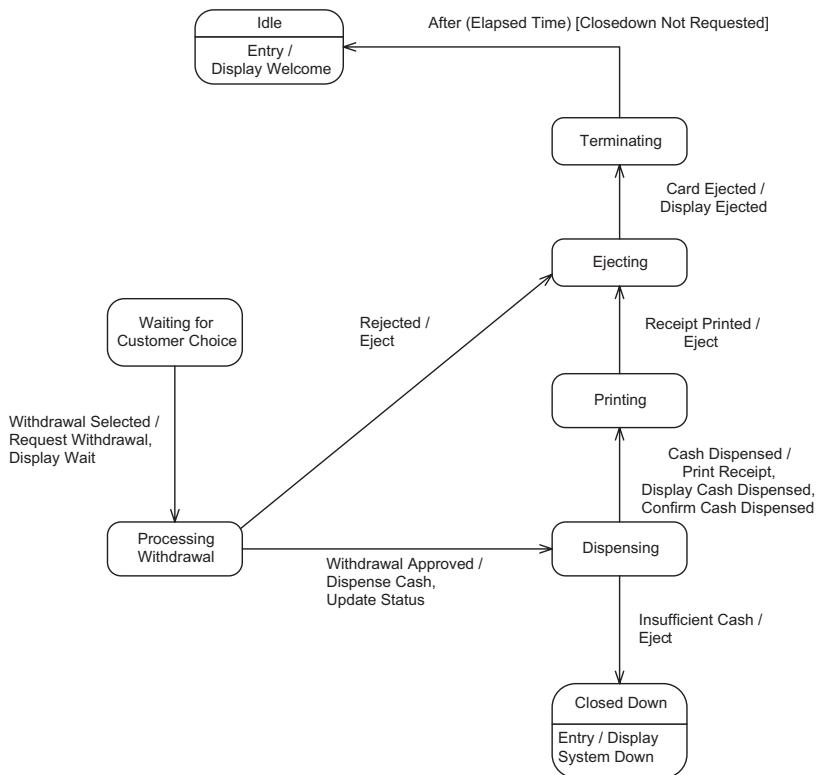 Idle
Entry /
Display Welcome
After (Elapsed Time) [Closedown Not Requested]
Terminating
Card Ejected /
Display Ejected
Ejecting
Waiting for
Customer Choice
Rejected /
Eject
Receipt Printed /
Eject
Printing
Withdrawal Selected /
Request Withdrawal,
Display Wait
Cash Dispensed /
Print Receipt,
Display Cash Dispensed,
Confirm Cash Dispensed
Processing
Withdrawal
Withdrawal Approved /
Dispense Cash,
Update Status
Dispensing
Insufficient Cash /
Eject
Closed Down
Entry / Display
System Down